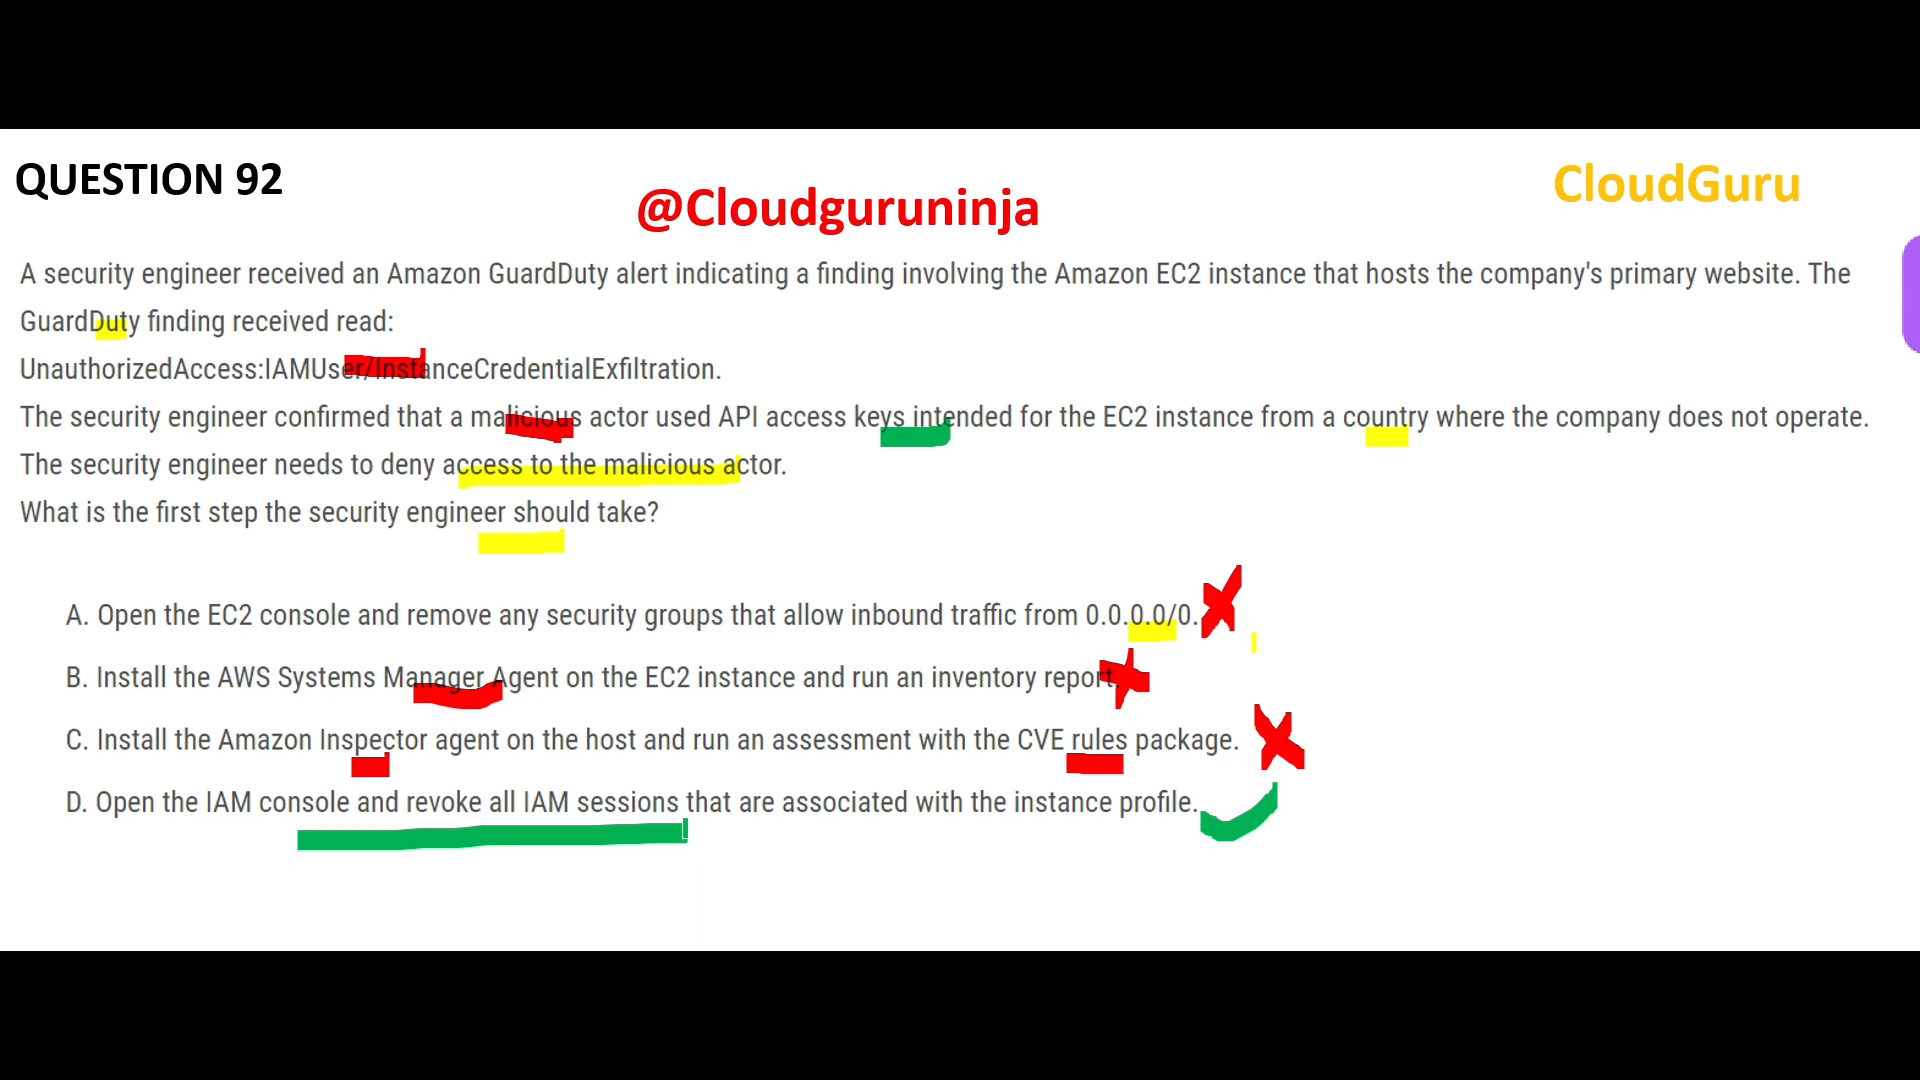 QUESTION 92
CloudGuru
@Cloudguruninja
A security engineer received an Amazon GuardDuty alert indicating a finding involving the Amazon EC2 instance that hosts the company's primary website. The
GuardDuty finding received read:
UnauthorizedAccess:IAMUser/InstanceCredentialExfiltration.
The security engineer confirmed that a malicious actor used API access keys intended for the EC2 instance from a country where the company does not operate.
The security engineer needs to deny access to the malicious actor.
What is the first step the security engineer should take?
A. Open the EC2 console and remove any security groups that allow inbound traffic from 0.0.0.0/0.
B. Install the AWS Systems Manager Agent on the EC2 instance and run an inventory report.
C. Install the Amazon Inspector agent on the host and run an assessment with the CVE rules package.
D. Open the IAM console and revoke all IAM sessions that are associated with the instance profile.